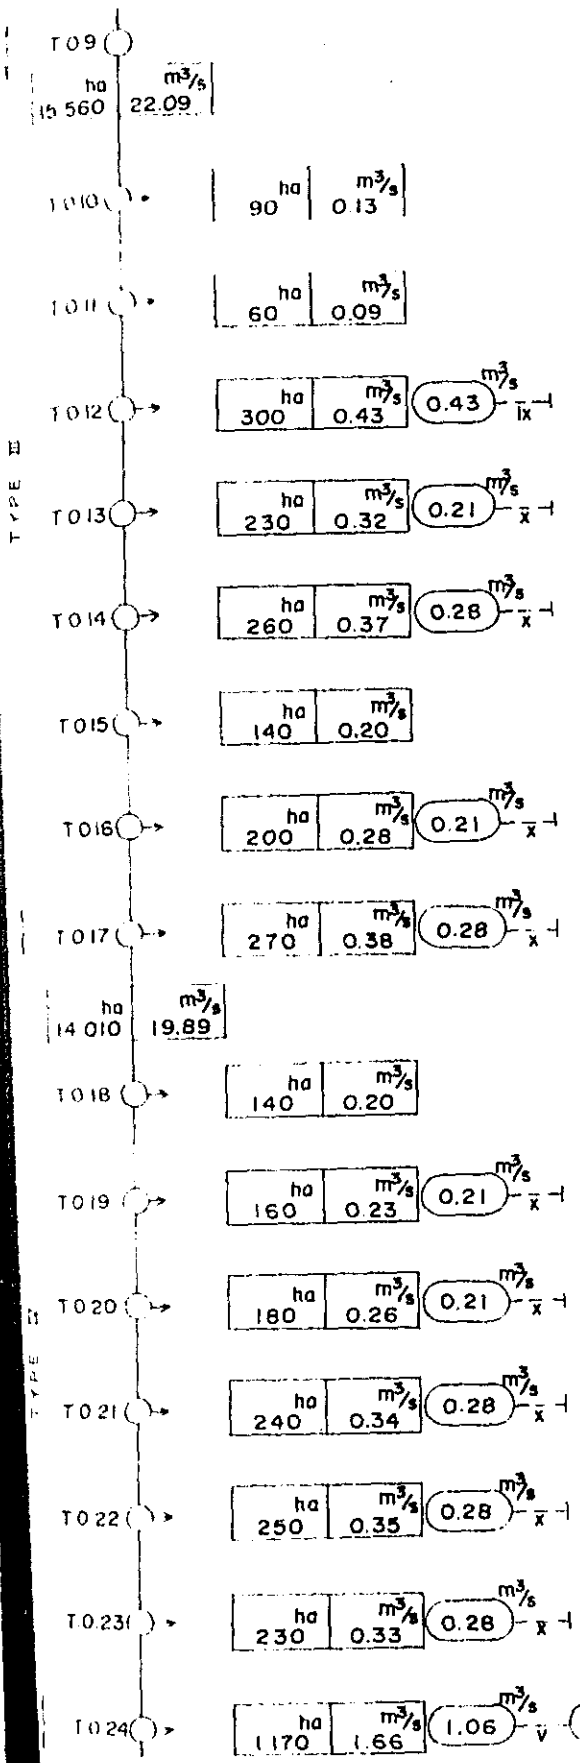 TO9
ha m³/s
15 560 22.09
TO10 90 ha 0.13 m³/s
TO11 60 ha 0.09 m³/s
TO12 300 ha 0.43 m³/s 0.43 m³/s IX
TYPE III
TO13 230 ha 0.32 m³/s 0.21 m³/s X
TO14 260 ha 0.37 m³/s 0.28 m³/s X
TO15 140 ha 0.20 m³/s
TO16 200 ha 0.28 m³/s 0.21 m³/s X
TO17 270 ha 0.38 m³/s 0.28 m³/s X
ha m³/s
14 010 19.89
TO18 140 ha 0.20 m³/s
TO19 160 ha 0.23 m³/s 0.21 m³/s X
TO20 180 ha 0.26 m³/s 0.21 m³/s X
TYPE
TO21 240 ha 0.34 m³/s 0.28 m³/s X
TO22 250 ha 0.35 m³/s 0.28 m³/s X
T.O.23 230 ha 0.33 m³/s 0.28 m³/s X
TO24 1 170 ha 1.66 m³/s 1.06 m³/s V